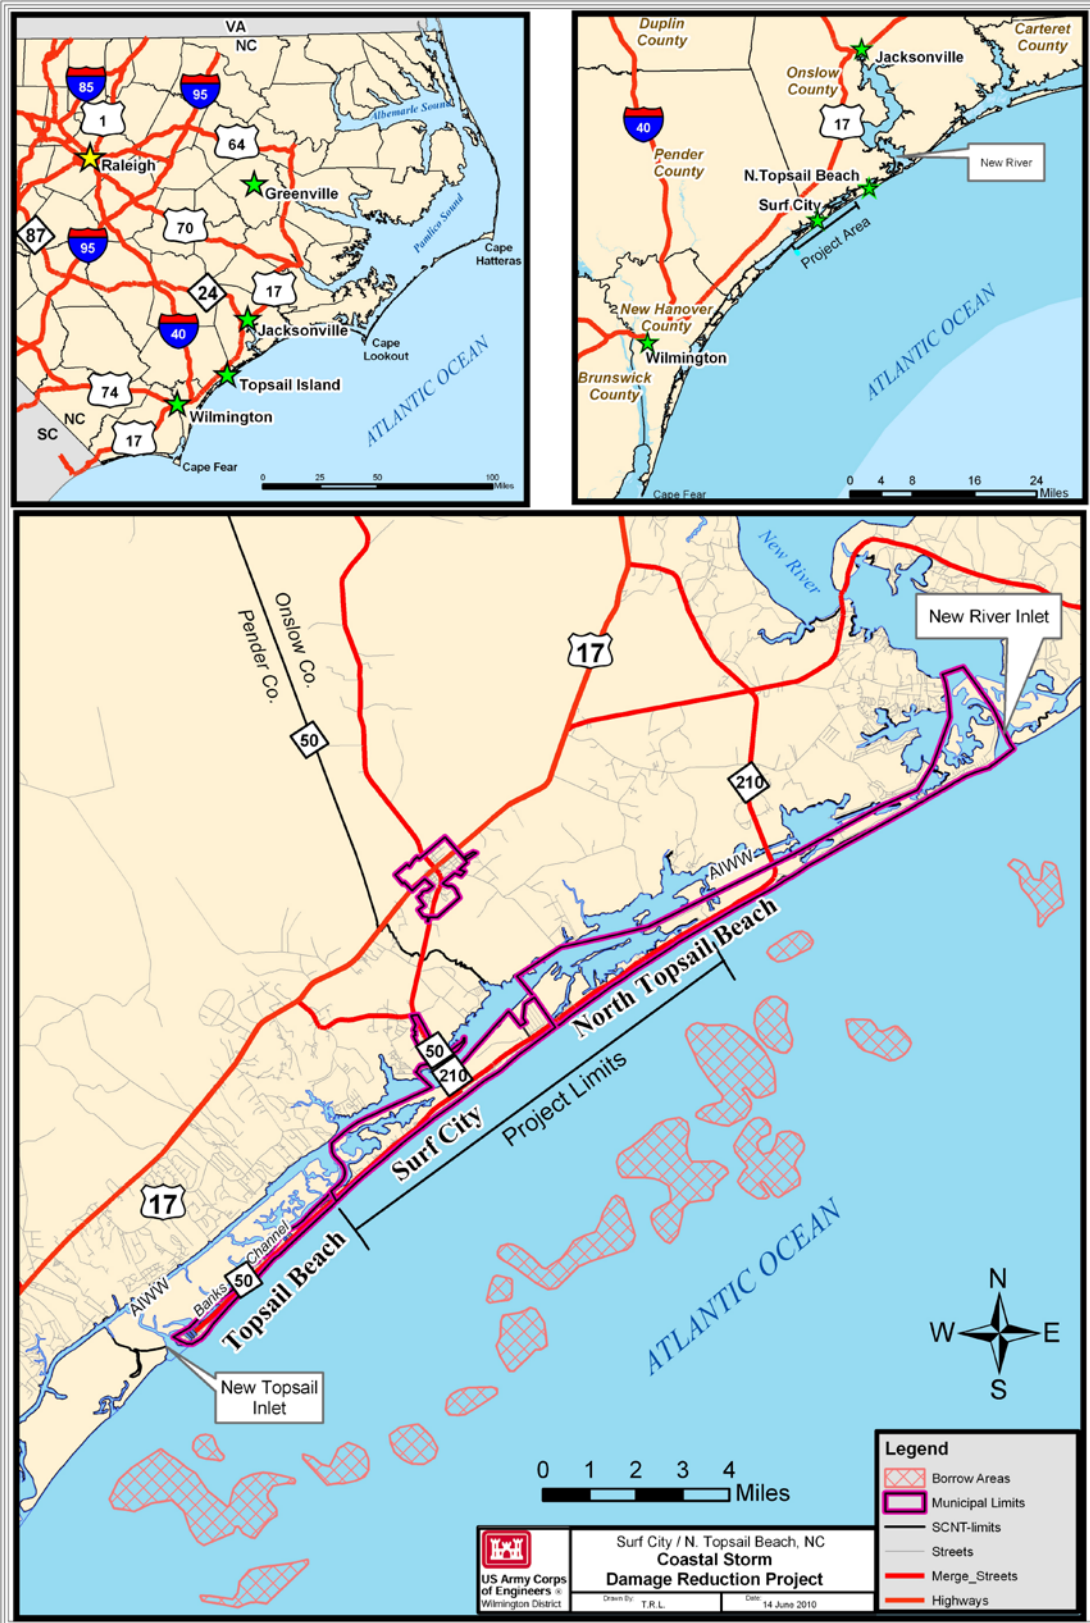 VA
NC
85
95
1
64
Albemarle Sound
Raleigh
Greenville
87
95
70
Pamlico Sound
Cape
Hatteras
24
17
40
Jacksonville
Cape
Lookout
Topsail Island
ATLANTIC OCEAN
74
NC
SC
17
Wilmington
Cape Fear
0 25 50 100
Miles
Duplin
County
Carteret
County
Jacksonville
Onslow
County
40
17
Pender
County
New River
N.Topsail Beach
Surf City
Project Area
New Hanover
County
Wilmington
Brunswick
County
ATLANTIC OCEAN
Cape Fear
0 4 8 16 24
Miles
New River
New River Inlet
Onslow Co.
Pender Co.
17
50
210
AIWW
North Topsail Beach
50
210
Project Limits
Surf City
17
Banks Channel
50
Topsail Beach
AIWW
New Topsail
Inlet
ATLANTIC OCEAN
N
W E
S
0 1 2 3 4
Miles
Legend
Borrow Areas
Municipal Limits
SCNT-limits
Streets
Merge_Streets
Highways
US Army Corps
of Engineers ®
Wilmington District
Surf City / N. Topsail Beach, NC
Coastal Storm
Damage Reduction Project
Drawn By: T.R.L.
Date: 14 June 2010